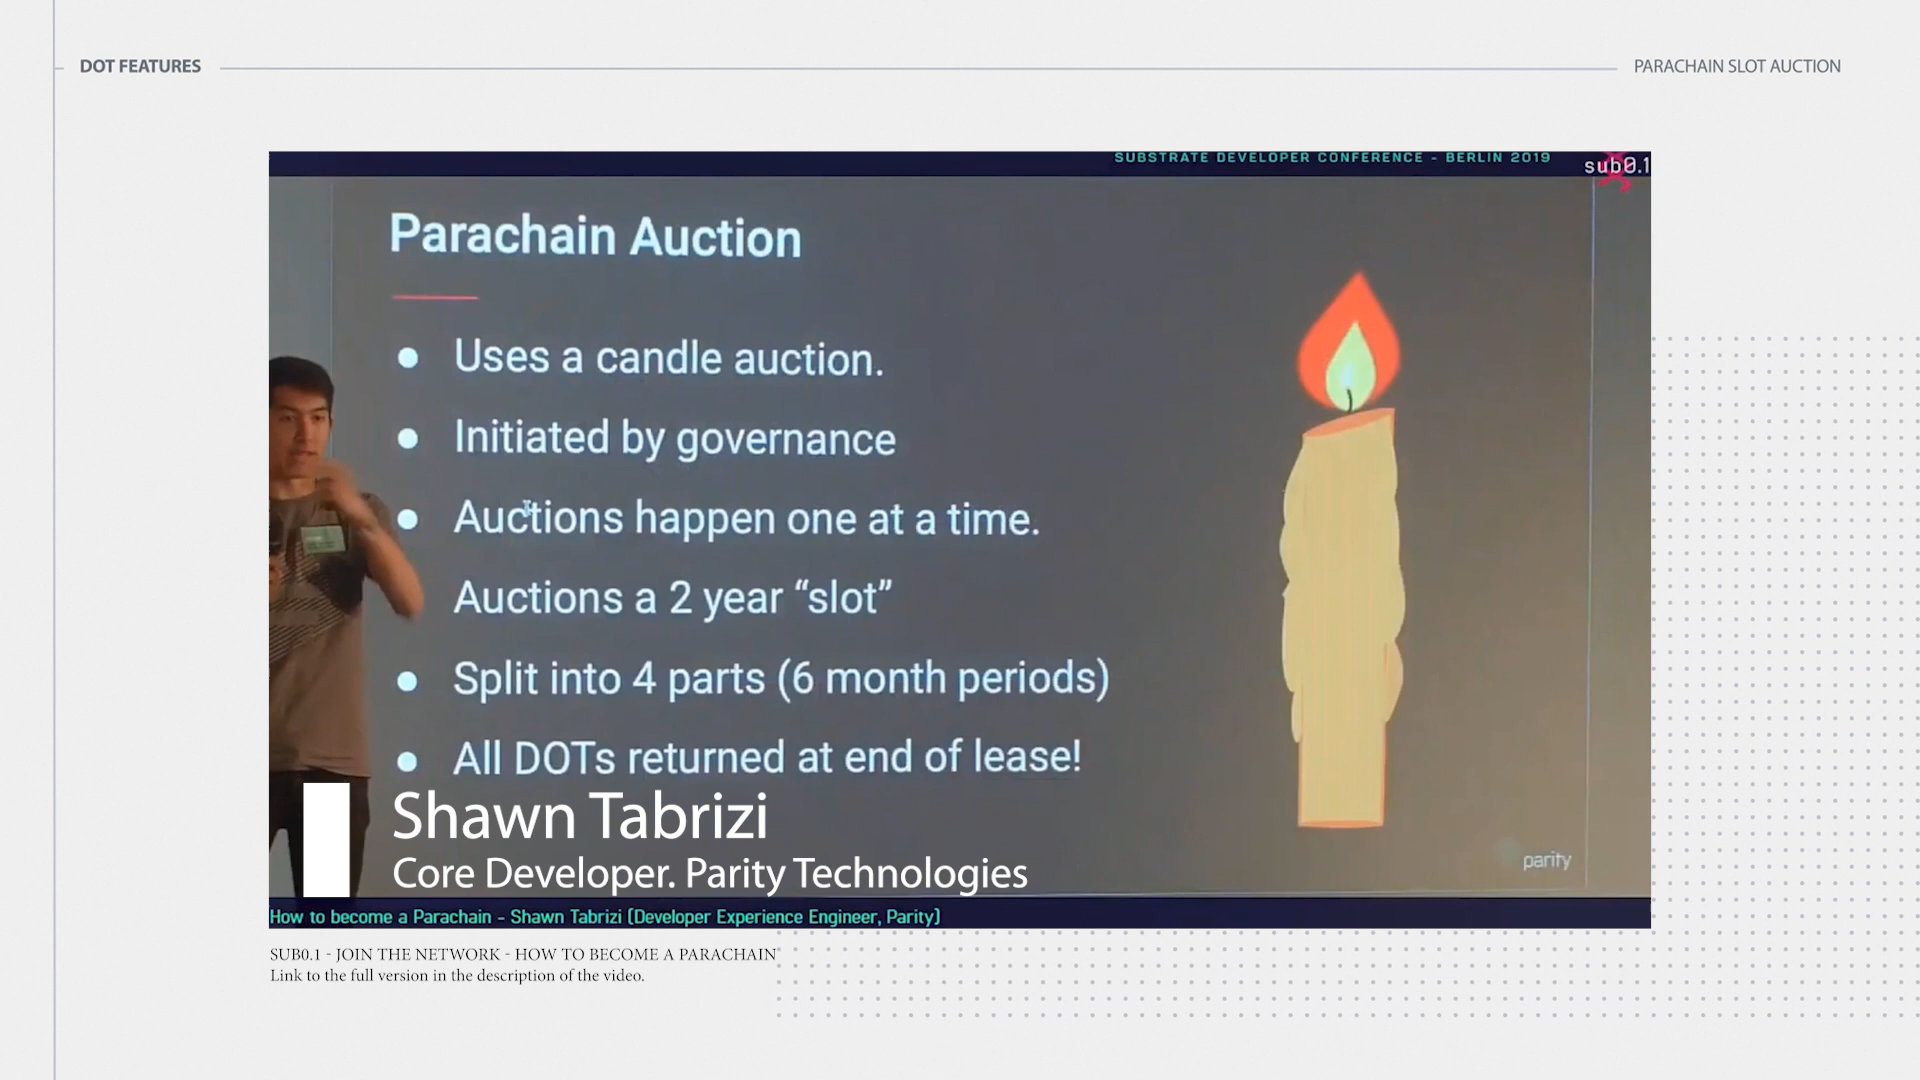 DOT FEATURES
PARACHAIN SLOT AUCTION
SUBSTRATE DEVELOPER CONFERENCE - BERLIN 2019
sub0.1
Parachain Auction
● Uses a candle auction.
● Initiated by governance
● Auctions happen one at a time.
Auctions a 2 year “slot”
● Split into 4 parts (6 month periods)
● All DOTs returned at end of lease!
Shawn Tabrizi
Core Developer. Parity Technologies
parity
How to become a Parachain - Shawn Tabrizi (Developer Experience Engineer, Parity)
SUB0.1 - JOIN THE NETWORK - HOW TO BECOME A PARACHAIN
Link to the full version in the description of the video.